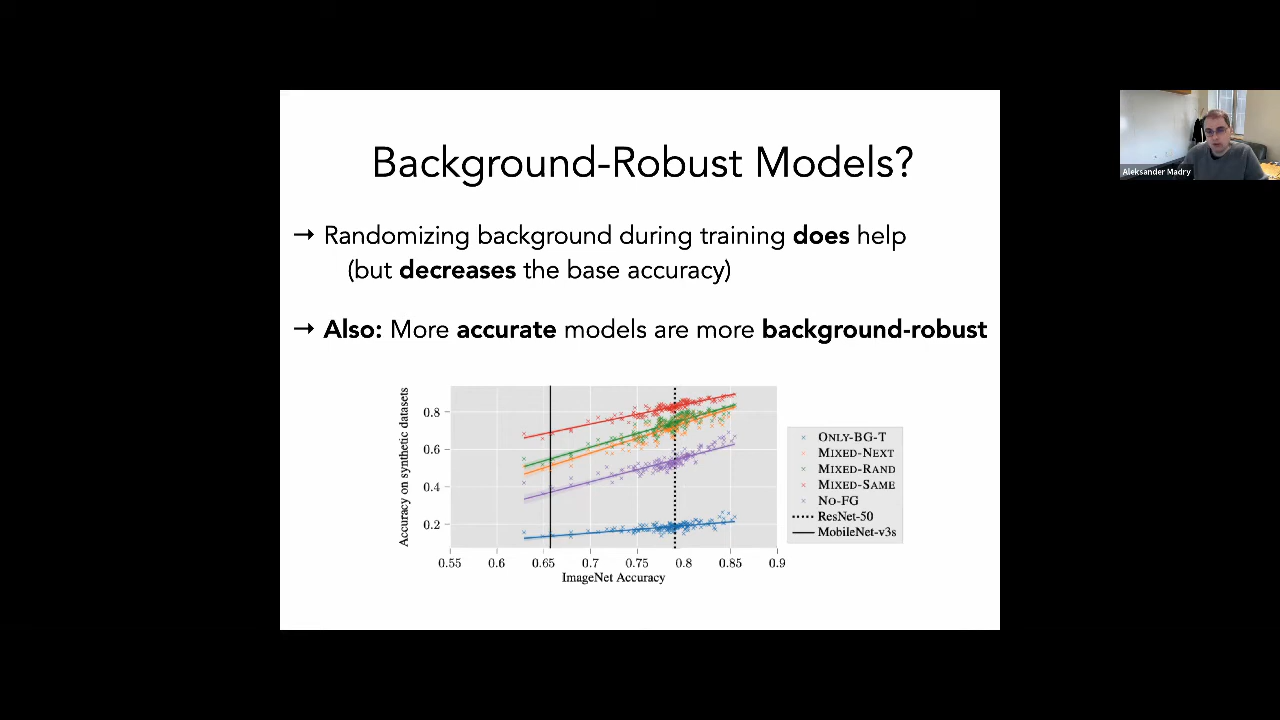 Background-Robust Models?
→ Randomizing background during training does help
(but decreases the base accuracy)
→ Also: More accurate models are more background-robust
Accuracy on synthetic datasets
0.8
0.6
0.4
0.2
0.55 0.6 0.65 0.7 0.75 0.8 0.85 0.9
ImageNet Accuracy
ONLY-BG-T
MIXED-NEXT
MIXED-RAND
MIXED-SAME
NO-FG
ResNet-50
MobileNet-v3s
Aleksander Madry